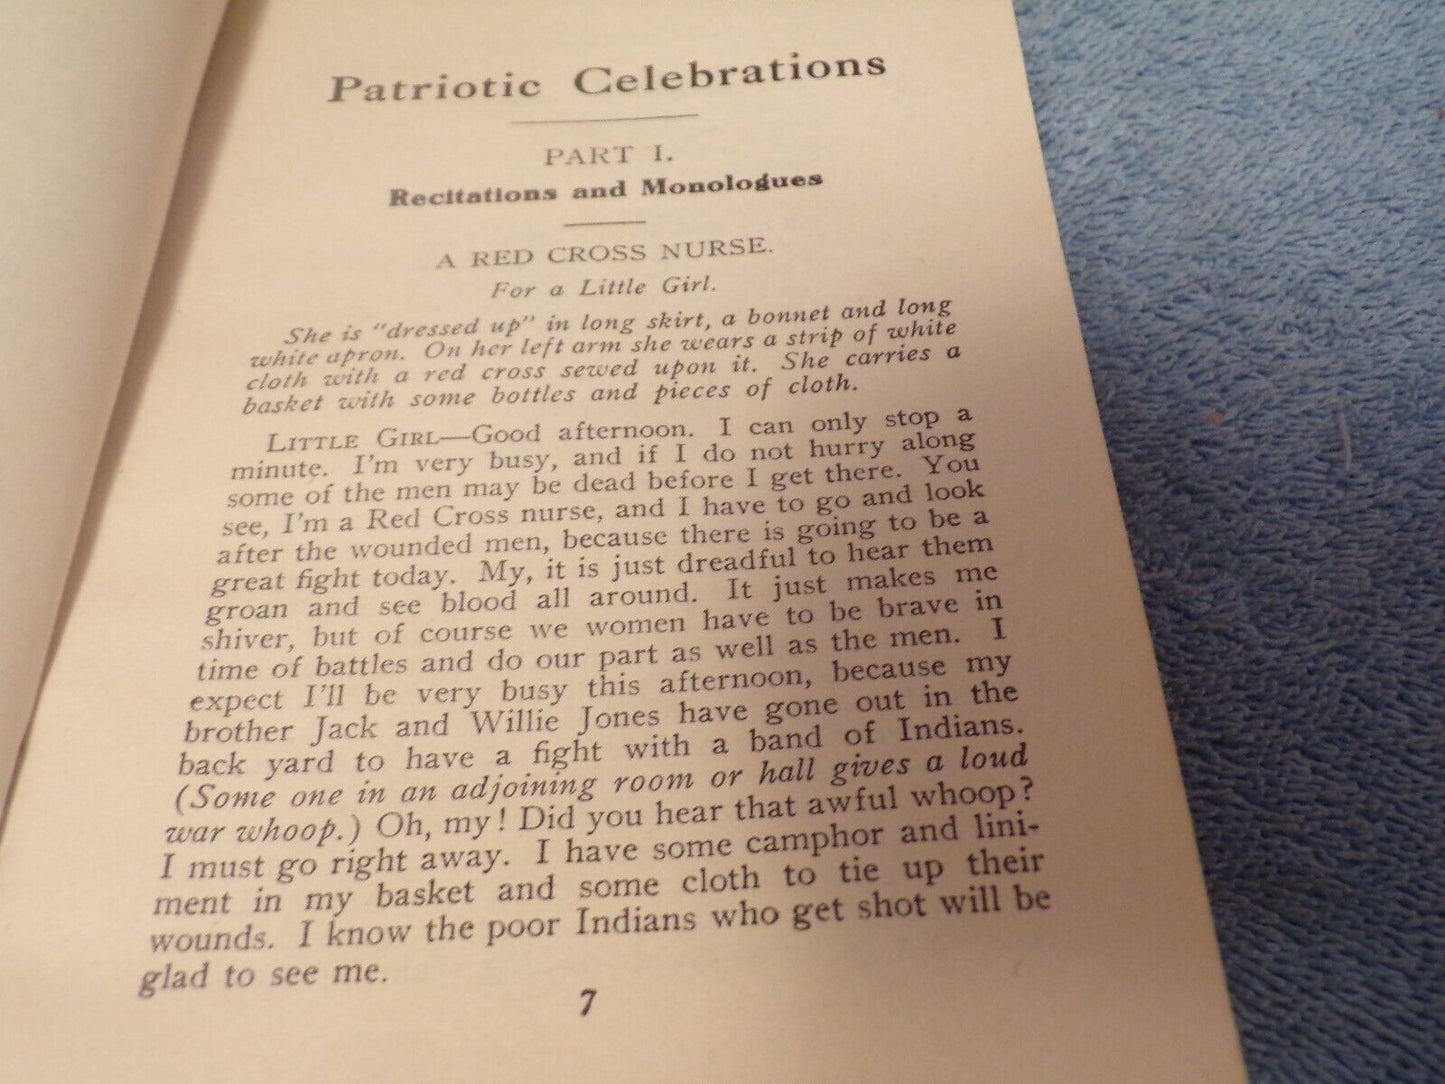 Patriotic Celebrations
PART I.
Recitations and Monologues
A RED CROSS NURSE.
For a Little Girl.
She is "dressed up" in long skirt, a bonnet and long
white apron. On her left arm she wears a strip of white
cloth with a red cross sewed upon it. She carries a
basket with some bottles and pieces of cloth.
LITTLE GIRL—Good afternoon. I can only stop a
minute. I'm very busy, and if I do not hurry along
some of the men may be dead before I get there. You
see, I'm a Red Cross nurse, and I have to go and look
after the wounded men, because there is going to be a
great fight today. My, it is just dreadful to hear them
groan and see blood all around. It just makes me
shiver, but of course we women have to be brave in
time of battles and do our part as well as the men. I
expect I'll be very busy this afternoon, because my
brother Jack and Willie Jones have gone out in the
back yard to have a fight with a band of Indians.
(Some one in an adjoining room or hall gives a loud
war whoop.) Oh, my! Did you hear that awful whoop?
I must go right away. I have some camphor and lini-
ment in my basket and some cloth to tie up their
wounds. I know the poor Indians who get shot will be
glad to see me.
7